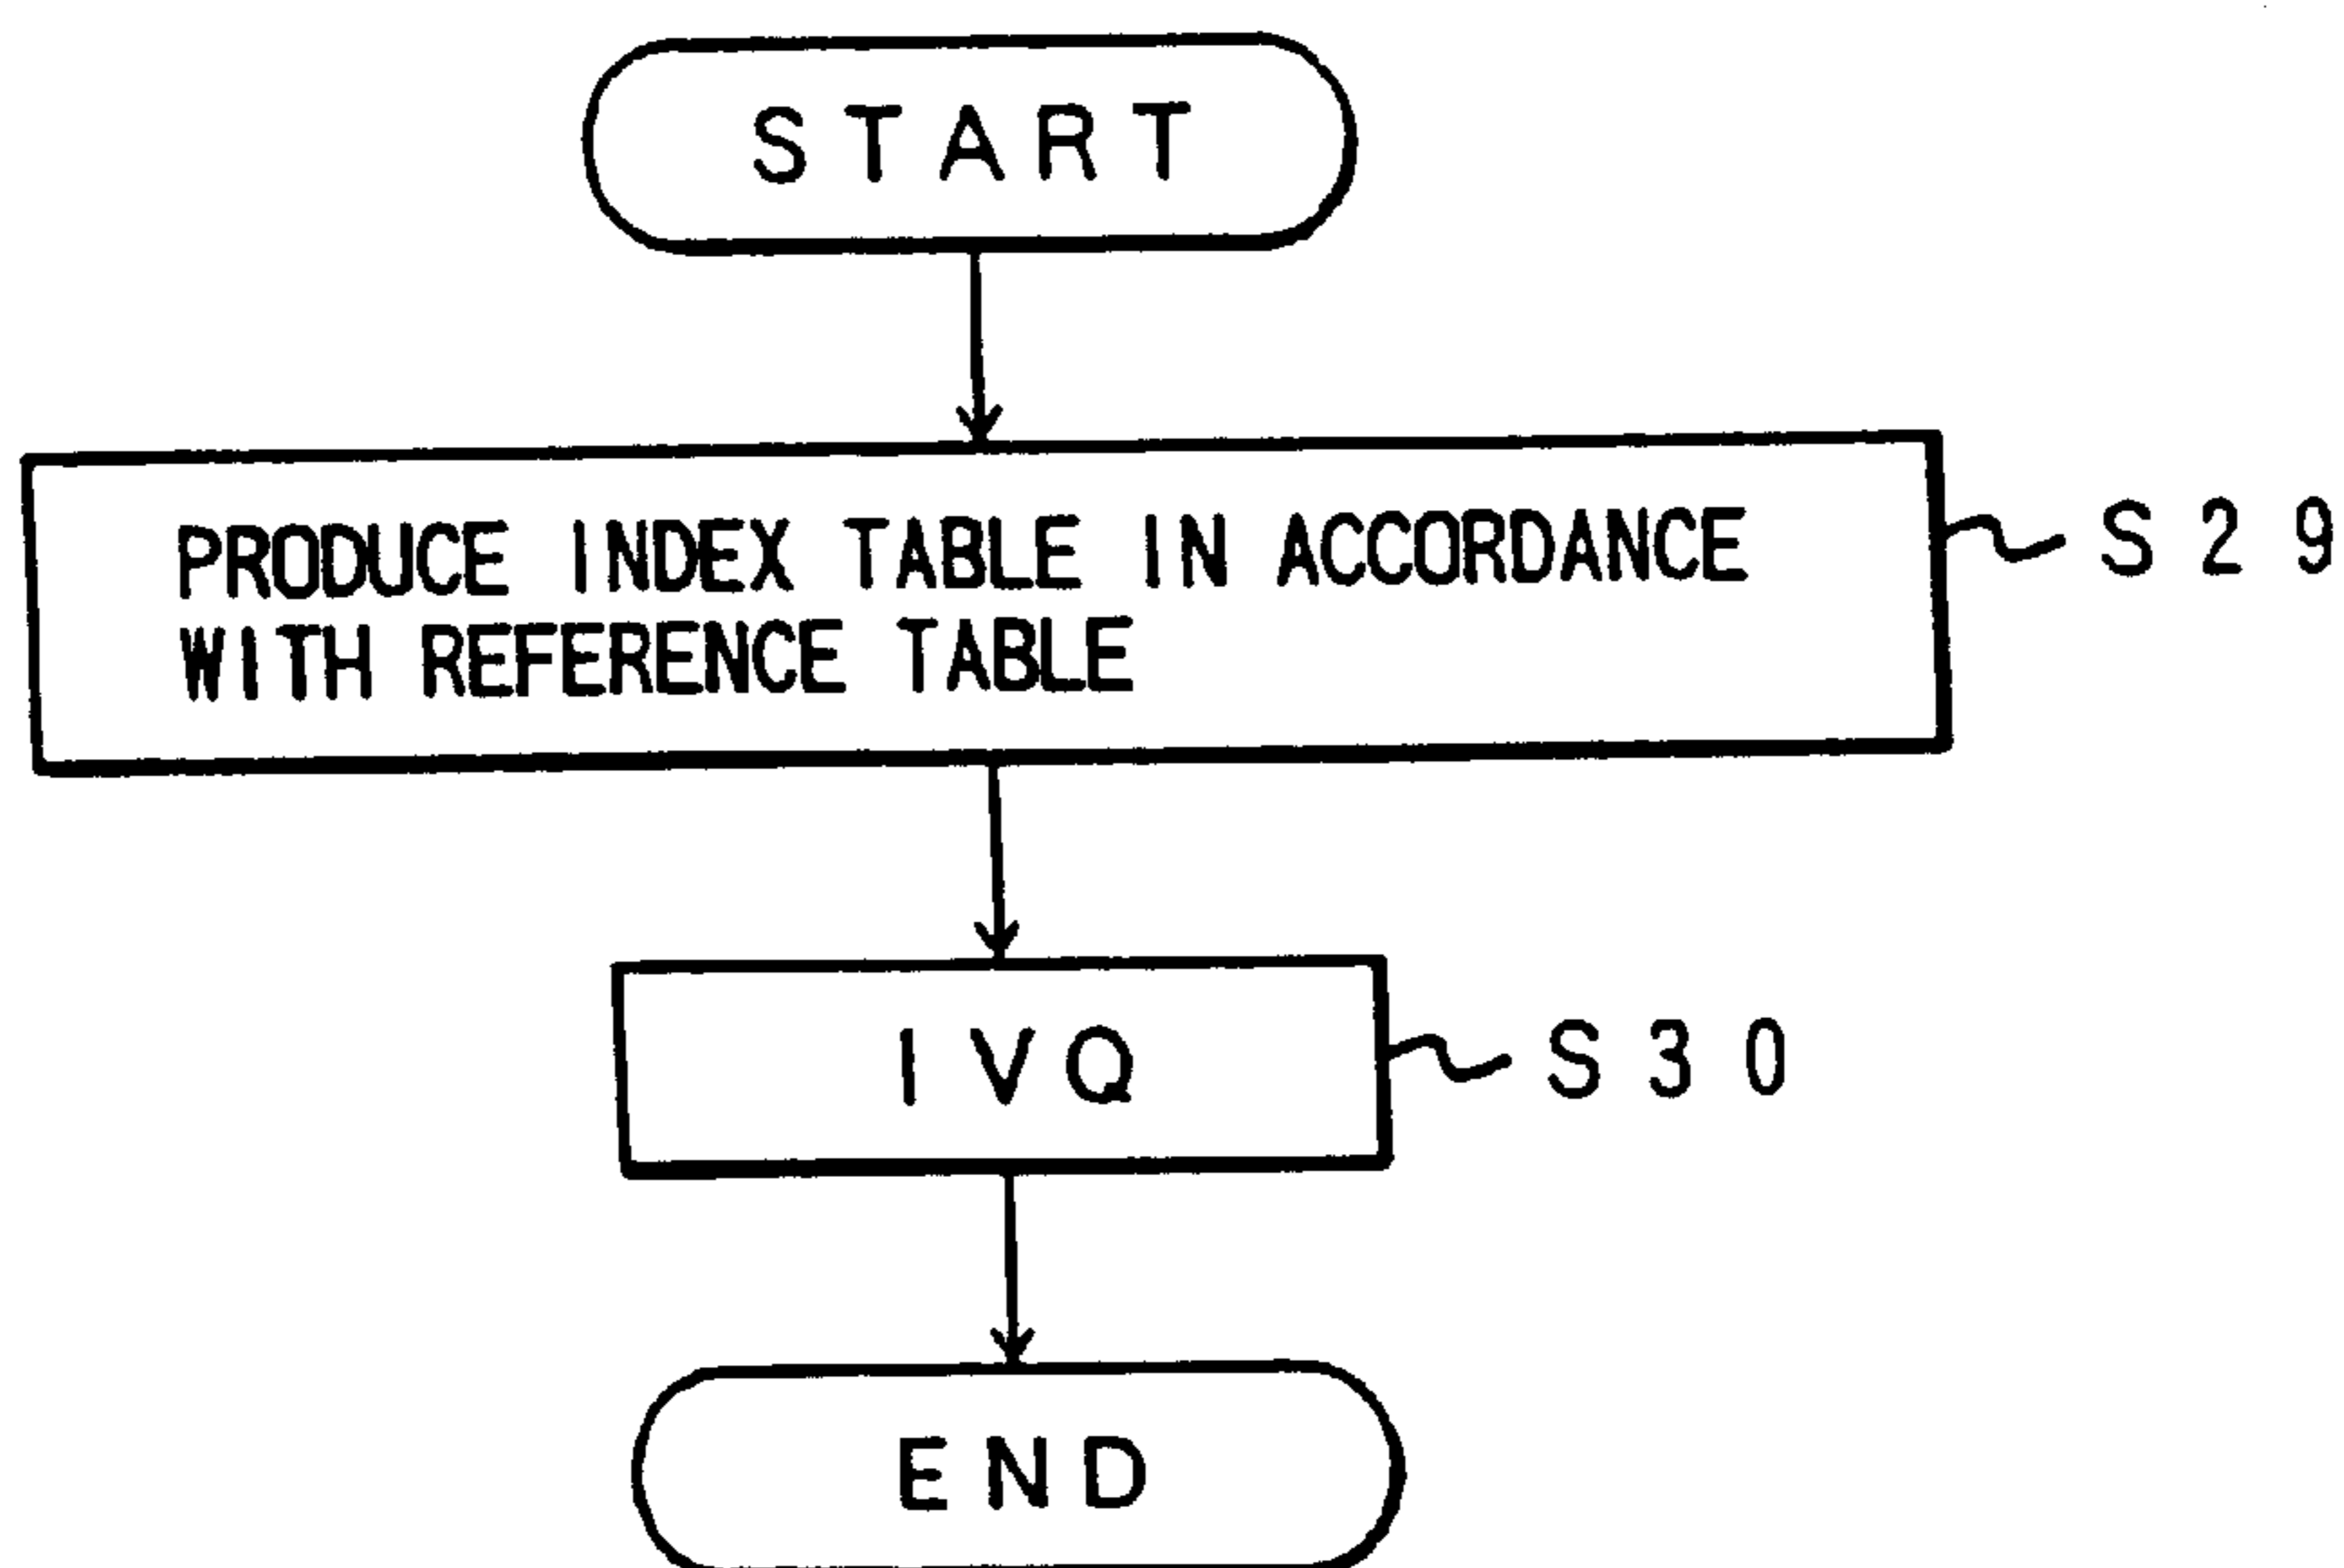 START
PRODUCE INDEX TABLE IN ACCORDANCE
WITH REFERENCE TABLE
S29
IVQ
S30
END